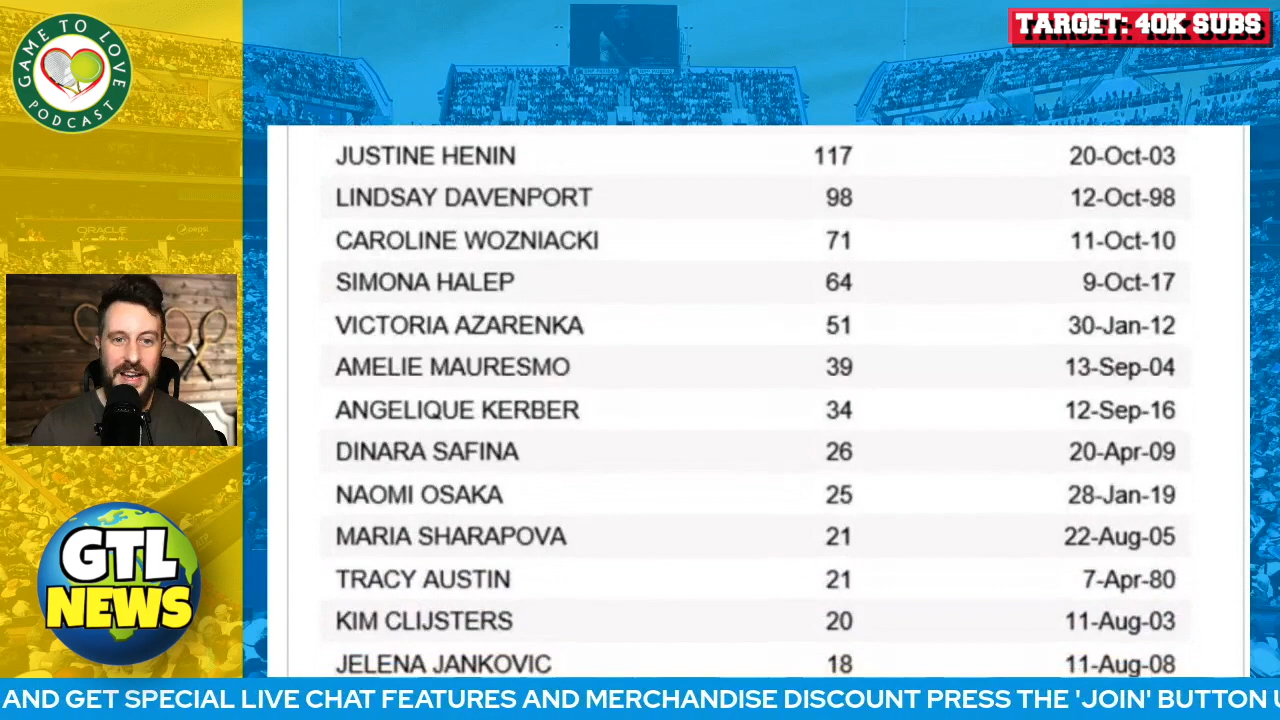 GAME TO LOVE
PODCAST
TARGET: 40K SUBS
JUSTINE HENIN 117 20-Oct-03
LINDSAY DAVENPORT 98 12-Oct-98
CAROLINE WOZNIACKI 71 11-Oct-10
SIMONA HALEP 64 9-Oct-17
VICTORIA AZARENKA 51 30-Jan-12
AMELIE MAURESMO 39 13-Sep-04
ANGELIQUE KERBER 34 12-Sep-16
DINARA SAFINA 26 20-Apr-09
NAOMI OSAKA 25 28-Jan-19
MARIA SHARAPOVA 21 22-Aug-05
TRACY AUSTIN 21 7-Apr-80
KIM CLIJSTERS 20 11-Aug-03
JELENA JANKOVIC 18 11-Aug-08
ORACLE
pepsi
GTL
NEWS
AND GET SPECIAL LIVE CHAT FEATURES AND MERCHANDISE DISCOUNT PRESS THE 'JOIN' BUTTON